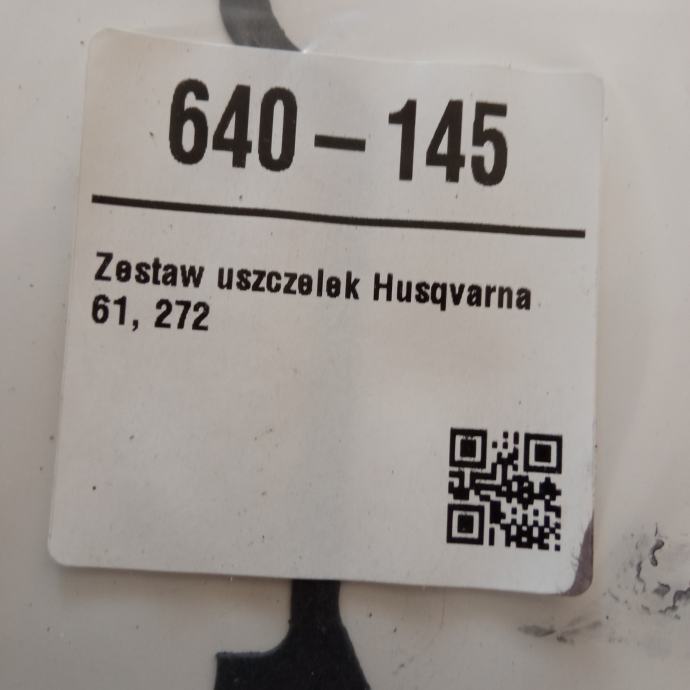 640 – 145
Zestaw uszczelek Husqvarna
61, 272